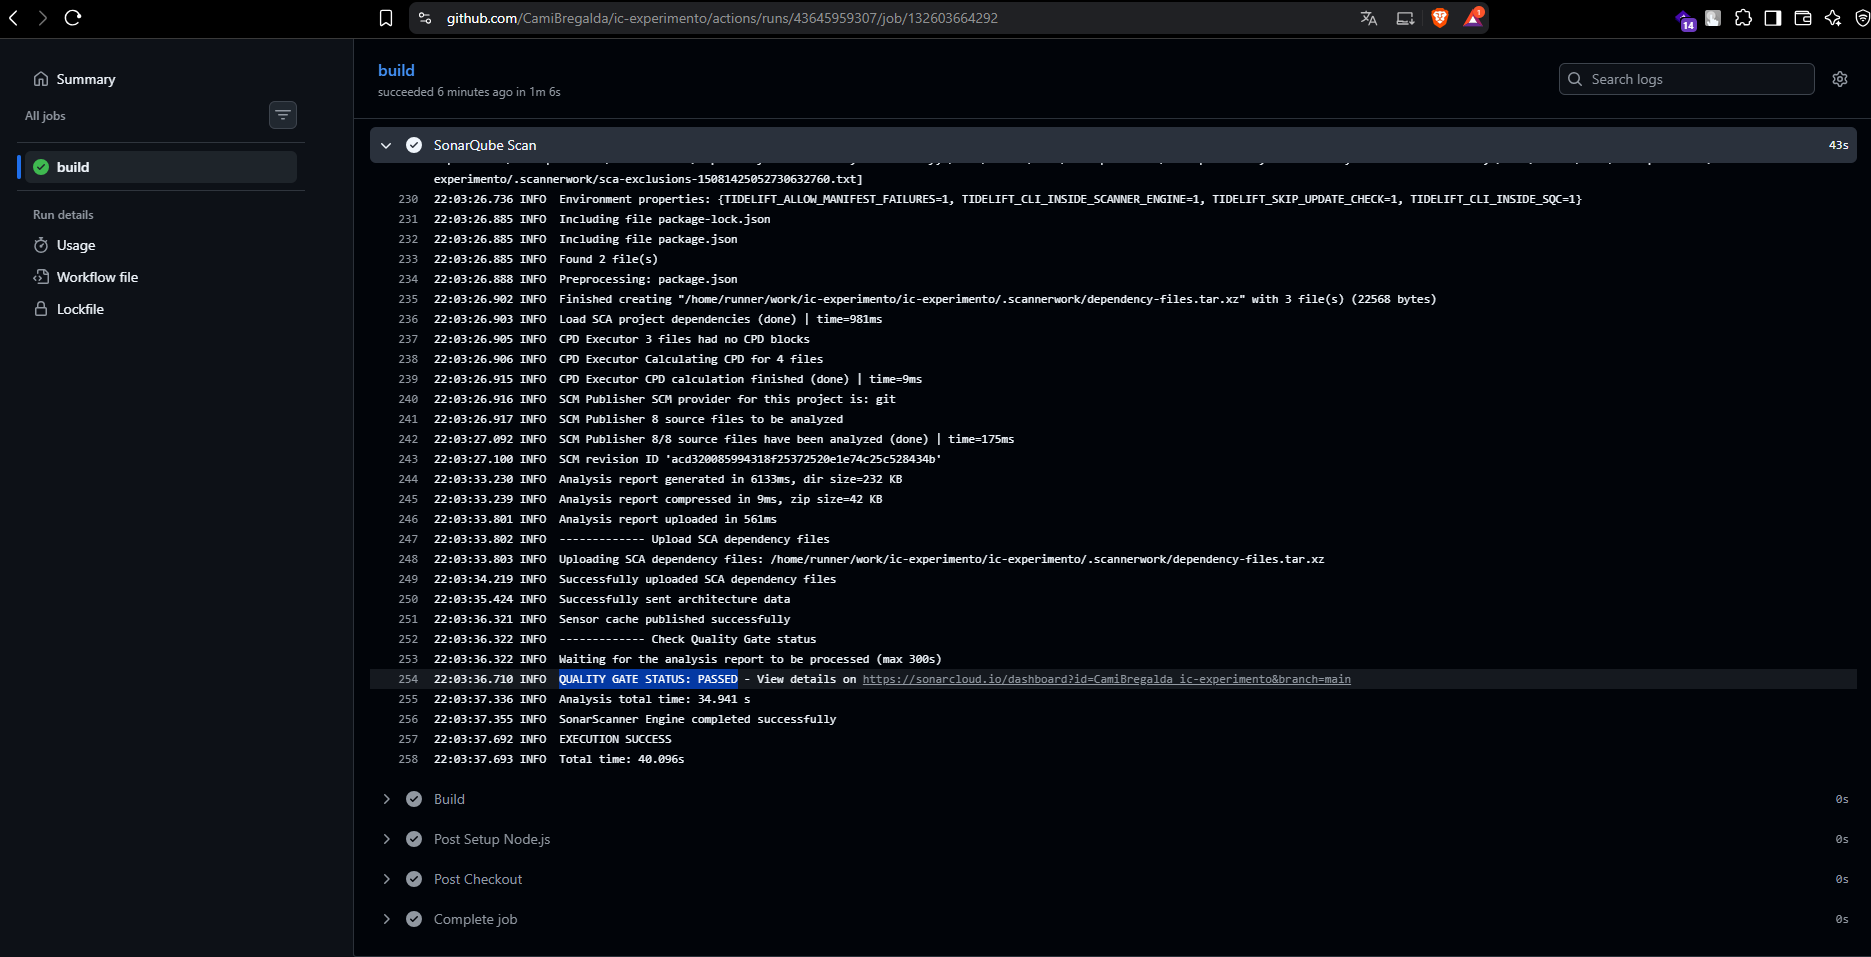 github.com/CamiBregalda/ic-experimento/actions/runs/43645959307/job/132603664292
1
14
Summary
All jobs
build
Run details
Usage
Workflow file
Lockfile
build
succeeded 6 minutes ago in 1m 6s
Search logs
SonarQube Scan
43s
experimento/.scannerwork/sca-exclusions-15081425052730632760.txt]
230 22:03:26.736 INFO Environment properties: {TIDELIFT_ALLOW_MANIFEST_FAILURES=1, TIDELIFT_CLI_INSIDE_SCANNER_ENGINE=1, TIDELIFT_SKIP_UPDATE_CHECK=1, TIDELIFT_CLI_INSIDE_SQC=1}
231 22:03:26.885 INFO Including file package-lock.json
232 22:03:26.885 INFO Including file package.json
233 22:03:26.885 INFO Found 2 file(s)
234 22:03:26.888 INFO Preprocessing: package.json
235 22:03:26.902 INFO Finished creating "/home/runner/work/ic-experimento/ic-experimento/.scannerwork/dependency-files.tar.xz" with 3 file(s) (22568 bytes)
236 22:03:26.903 INFO Load SCA project dependencies (done) | time=981ms
237 22:03:26.905 INFO CPD Executor 3 files had no CPD blocks
238 22:03:26.906 INFO CPD Executor Calculating CPD for 4 files
239 22:03:26.915 INFO CPD Executor CPD calculation finished (done) | time=9ms
240 22:03:26.916 INFO SCM Publisher SCM provider for this project is: git
241 22:03:26.917 INFO SCM Publisher 8 source files to be analyzed
242 22:03:27.092 INFO SCM Publisher 8/8 source files have been analyzed (done) | time=175ms
243 22:03:27.100 INFO SCM revision ID 'acd320085994318f25372520e1e74c25c528434b'
244 22:03:33.230 INFO Analysis report generated in 6133ms, dir size=232 KB
245 22:03:33.239 INFO Analysis report compressed in 9ms, zip size=42 KB
246 22:03:33.801 INFO Analysis report uploaded in 561ms
247 22:03:33.802 INFO ------------- Upload SCA dependency files
248 22:03:33.803 INFO Uploading SCA dependency files: /home/runner/work/ic-experimento/ic-experimento/.scannerwork/dependency-files.tar.xz
249 22:03:34.219 INFO Successfully uploaded SCA dependency files
250 22:03:35.424 INFO Successfully sent architecture data
251 22:03:36.321 INFO Sensor cache published successfully
252 22:03:36.322 INFO ------------- Check Quality Gate status
253 22:03:36.322 INFO Waiting for the analysis report to be processed (max 300s)
254 22:03:36.710 INFO QUALITY GATE STATUS: PASSED - View details on https://sonarcloud.io/dashboard?id=CamiBregalda_ic-experimento&branch=main
255 22:03:37.336 INFO Analysis total time: 34.941 s
256 22:03:37.355 INFO SonarScanner Engine completed successfully
257 22:03:37.692 INFO EXECUTION SUCCESS
258 22:03:37.693 INFO Total time: 40.096s
Build
0s
Post Setup Node.js
0s
Post Checkout
0s
Complete job
0s